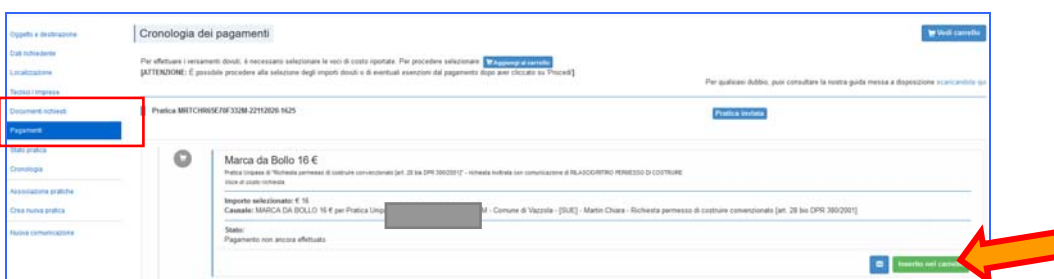 Oggetto e destinazione
Dati richiedente
Localizzazione
Tecnici / Impresa
Documenti richiesti
Pagamenti
Stato pratica
Cronologia
Associazione pratiche
Crea nuova pratica
Nuova comunicazione
Cronologia dei pagamenti
Vedi carrello
Per effettuare i versamenti dovuti, è necessario selezionare le voci di costo riportate. Per procedere selezionare Aggiungi al carrello
[ATTENZIONE: È possibile procedere alla selezione degli importi dovuti o di eventuali esenzioni dal pagamento dopo aver cliccato su 'Procedi']
Per qualsiasi dubbio, puoi consultare la nostra guida messa a disposizione scaricandola qui
Pratica MRTCHR65E70F332M-22112020-1625
Pratica inviata
Marca da Bollo 16 €
Pratica Unipass di "Richiesta permesso di costruire convenzionato [art. 28 bis DPR 380/2001]" - richiesta inoltrata con comunicazione di RILASCIO/RITIRO PERMESSO DI COSTRUIRE
Voce di costo richiesta
Importo selezionato: € 16
Causale: MARCA DA BOLLO 16 € per Pratica M - Comune di Vazzola - [SUE] - Martin Chiara - Richiesta permesso di costruire convenzionato [art. 28 bis DPR 380/2001]
Stato:
Pagamento non ancora effettuato
Inserito nel